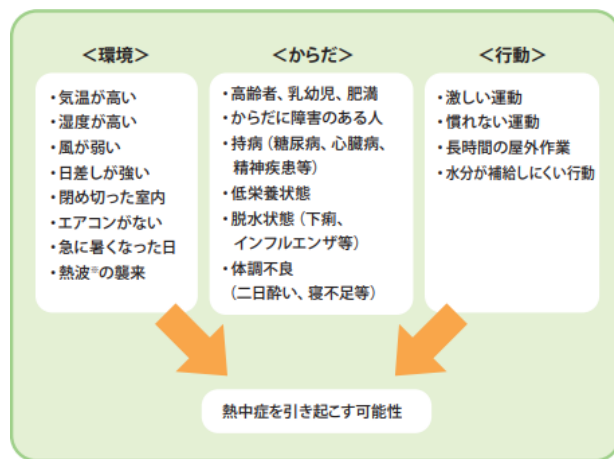 ＜環境＞
・気温が高い
・湿度が高い
・風が弱い
・日差しが強い
・閉め切った室内
・エアコンがない
・急に暑くなった日
・熱波※の襲来
＜からだ＞
・高齢者、乳幼児、肥満
・からだに障害のある人
・持病（糖尿病、心臓病、
精神疾患等）
・低栄養状態
・脱水状態（下痢、
インフルエンザ等）
・体調不良
（二日酔い、寝不足等）
＜行動＞
・激しい運動
・慣れない運動
・長時間の屋外作業
・水分が補給しにくい行動
熱中症を引き起こす可能性